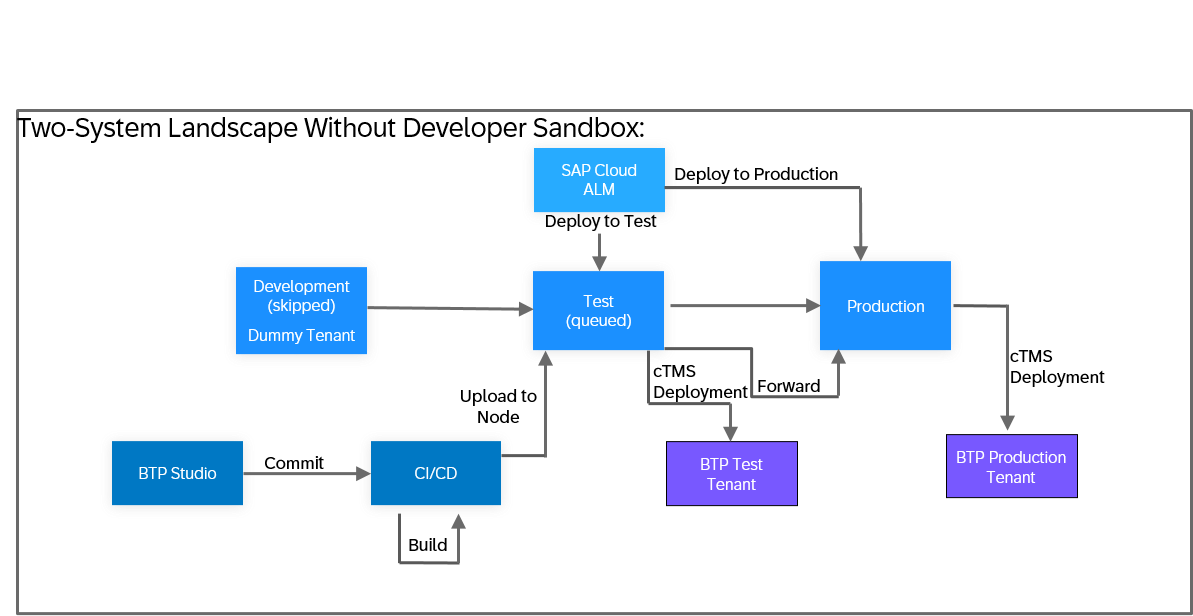 Two-System Landscape Without Developer Sandbox:
SAP Cloud
ALM
Deploy to Production
Deploy to Test
Development
(skipped)
Dummy Tenant
Test
(queued)
Production
cTMS
Deployment
Forward
cTMS
Deployment
Upload to
Node
BTP Studio
Commit
CI/CD
BTP Test
Tenant
BTP Production
Tenant
Build